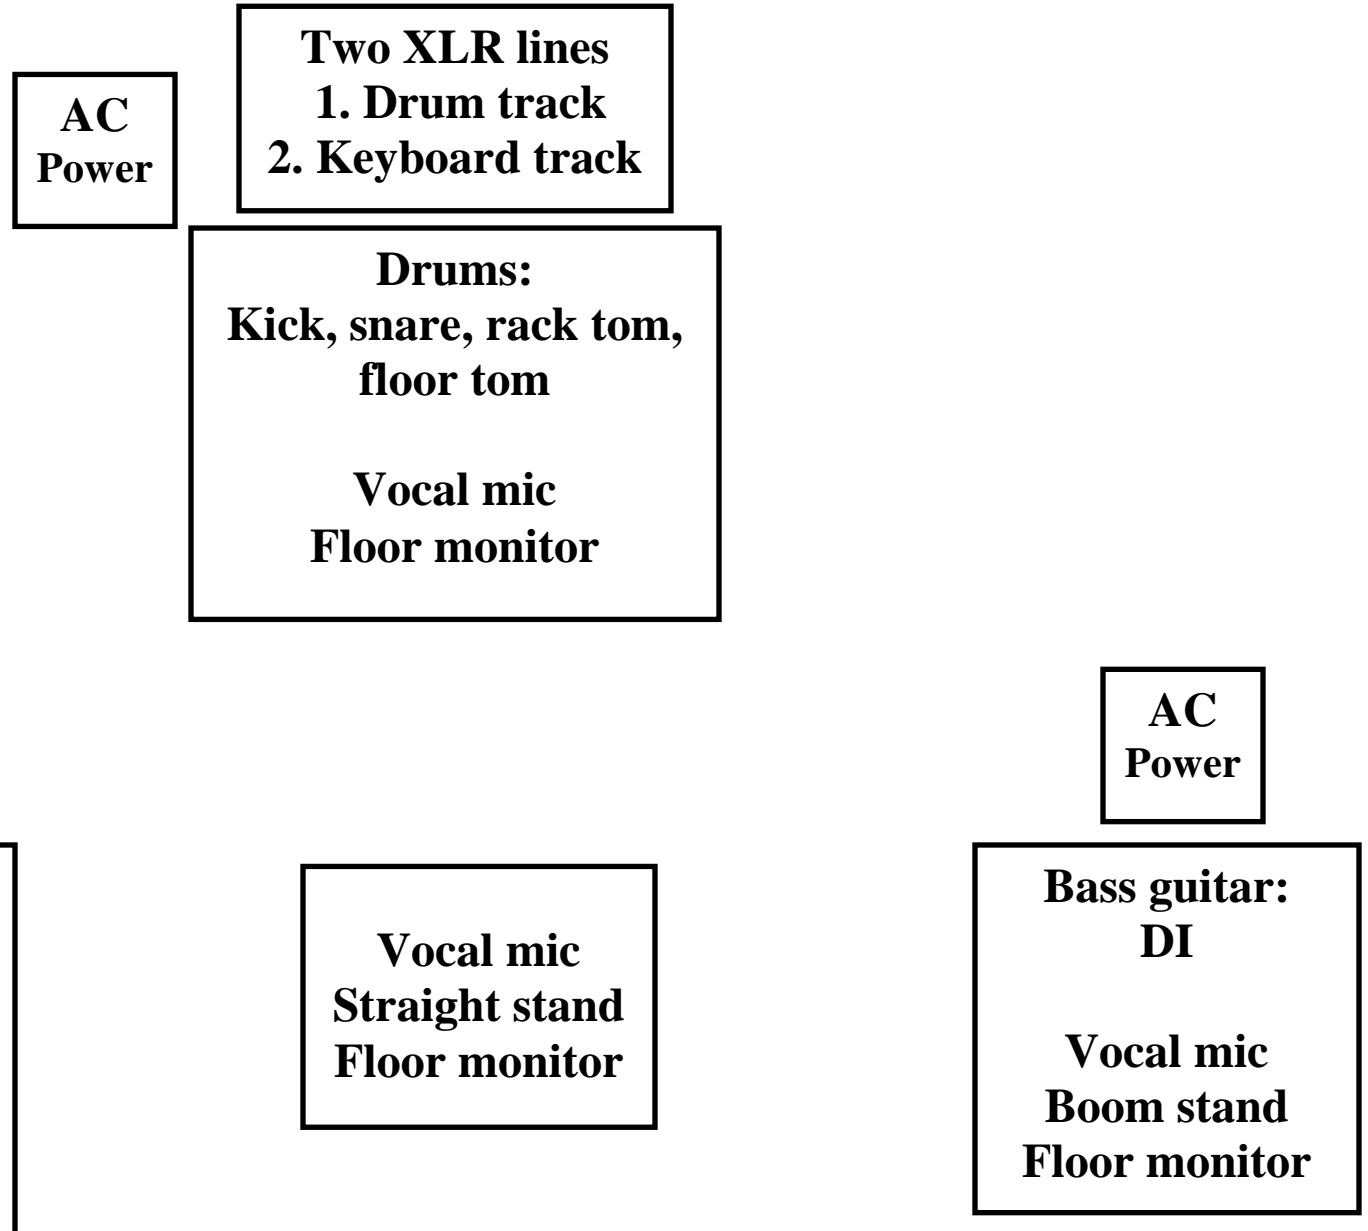 Two XLR lines
1. Drum track
2. Keyboard track
AC
Power
Drums:
Kick, snare, rack tom,
floor tom
Vocal mic
Floor monitor
AC
Power
Vocal mic
Straight stand
Floor monitor
Bass guitar:
DI
Vocal mic
Boom stand
Floor monitor